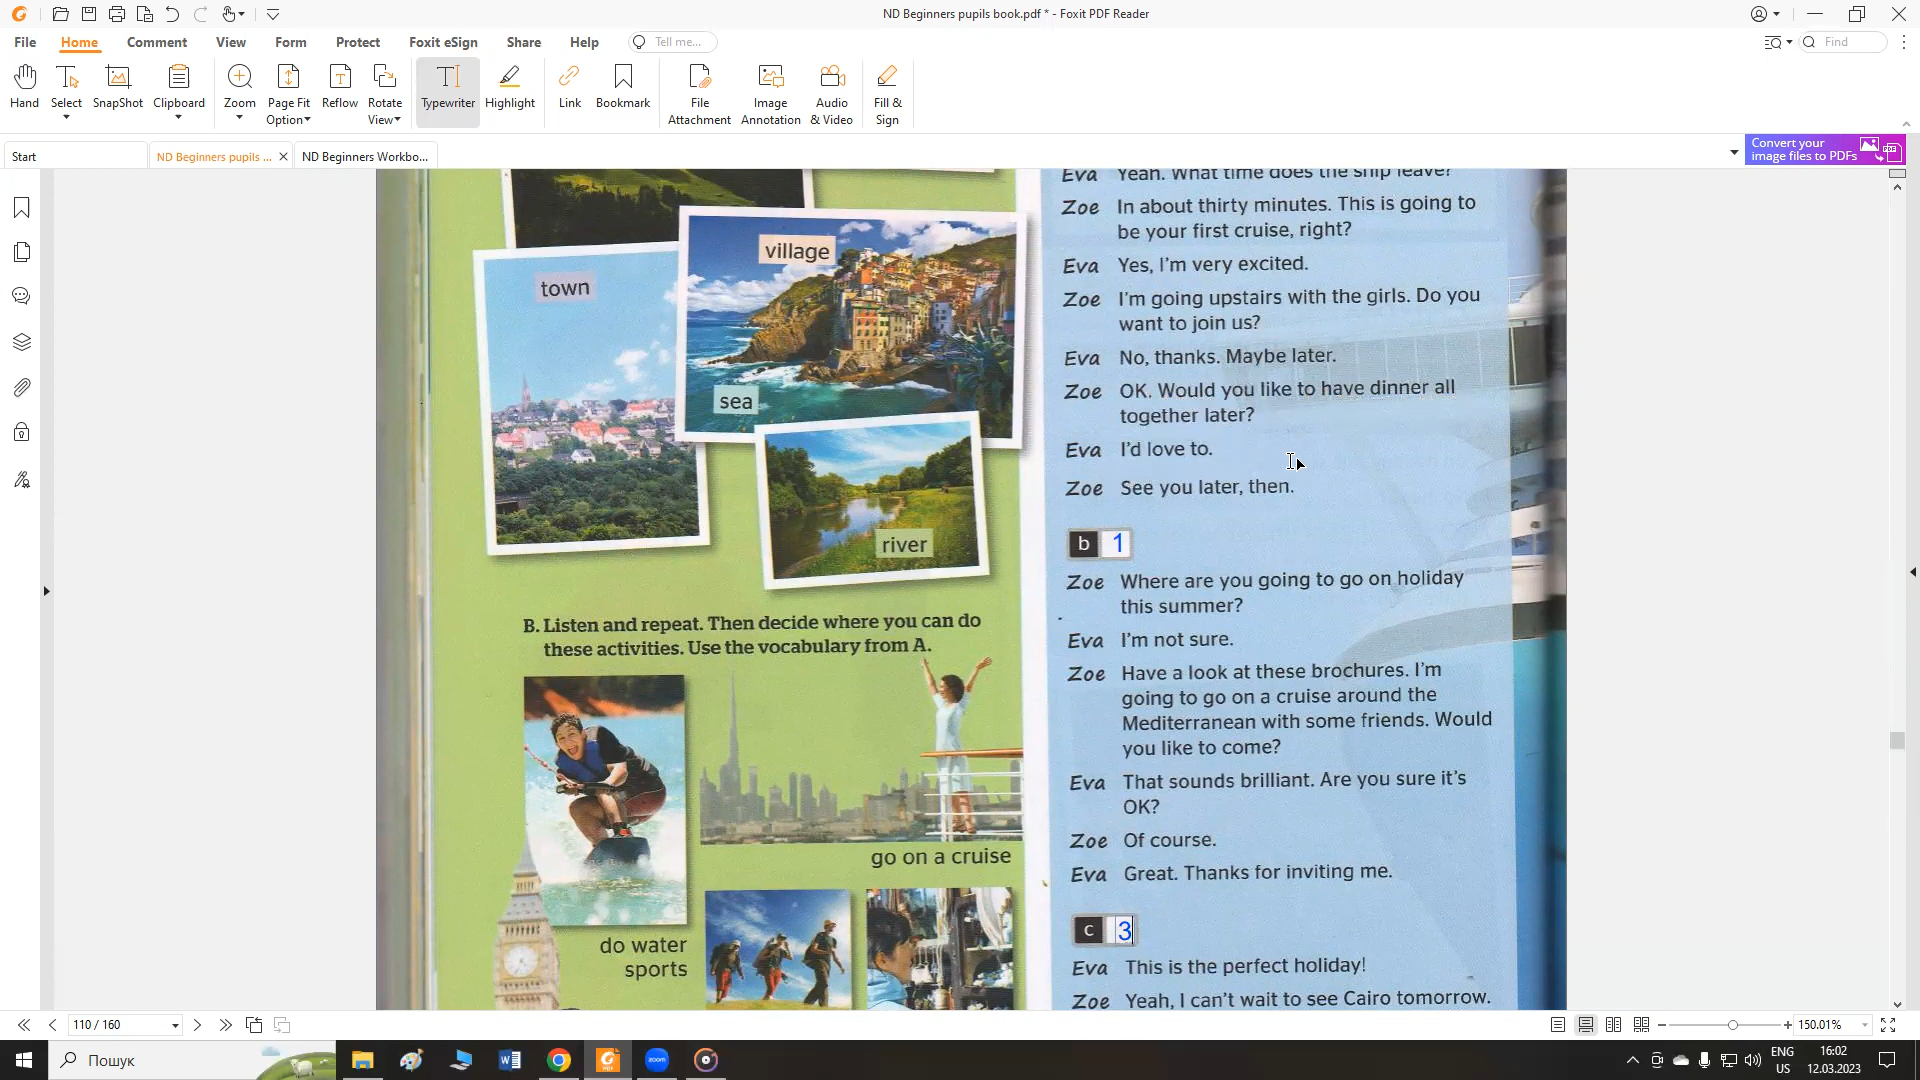 ND Beginners pupils book.pdf * - Foxit PDF Reader
File Home Comment View Form Protect Foxit eSign Share Help Tell me... Find
Hand Select SnapShot Clipboard Zoom Page Fit Option Reflow Rotate View Typewriter Highlight Link Bookmark File Attachment Image Annotation Audio & Video Fill & Sign
Start ND Beginners pupils ... ND Beginners Workbo...
Convert your
image files to PDFs
town
village
sea
river
B. Listen and repeat. Then decide where you can do
these activities. Use the vocabulary from A.
go on a cruise
do water
sports
Eva Yeah. What time does the ship leave?
Zoe In about thirty minutes. This is going to
be your first cruise, right?
Eva Yes, I'm very excited.
Zoe I'm going upstairs with the girls. Do you
want to join us?
Eva No, thanks. Maybe later.
Zoe OK. Would you like to have dinner all
together later?
Eva I'd love to.
Zoe See you later, then.
b 1
Zoe Where are you going to go on holiday
this summer?
Eva I'm not sure.
Zoe Have a look at these brochures. I'm
going to go on a cruise around the
Mediterranean with some friends. Would
you like to come?
Eva That sounds brilliant. Are you sure it's
OK?
Zoe Of course.
Eva Great. Thanks for inviting me.
c 3
Eva This is the perfect holiday!
Zoe Yeah, I can't wait to see Cairo tomorrow.
110 / 160
150.01%
Пошук
zoom
ENG
US
16:02
12.03.2023